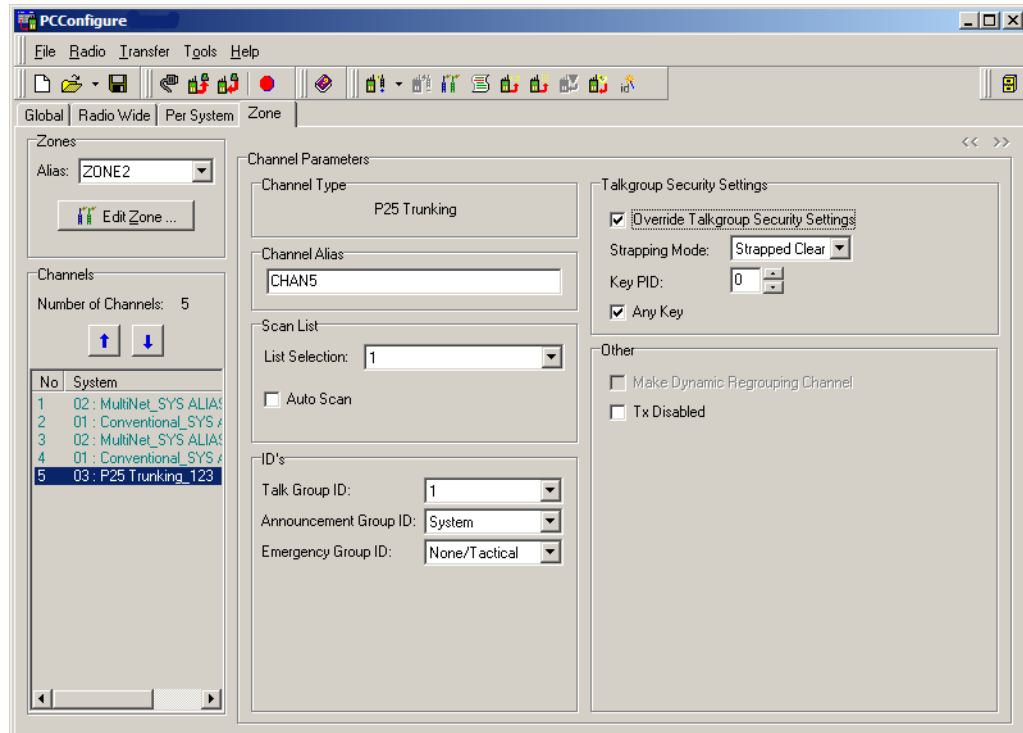 PCConfigure
File Radio Transfer Tools Help
Global Radio Wide Per System Zone
<< >>
Zones
Alias: ZONE2
Edit Zone ...
Channels
Number of Channels: 5
No System
1 02 : MultiNet_SYS ALIAS
2 01 : Conventional_SYS
3 02 : MultiNet_SYS ALIAS
4 01 : Conventional_SYS
5 03 : P25 Trunking_123
Channel Parameters
Channel Type
P25 Trunking
Channel Alias
CHAN5
Scan List
List Selection: 1
Auto Scan
ID's
Talk Group ID: 1
Announcement Group ID: System
Emergency Group ID: None/Tactical
Talkgroup Security Settings
Override Talkgroup Security Settings
Strapping Mode: Strapped Clear
Key PID: 0
Any Key
Other
Make Dynamic Regrouping Channel
Tx Disabled